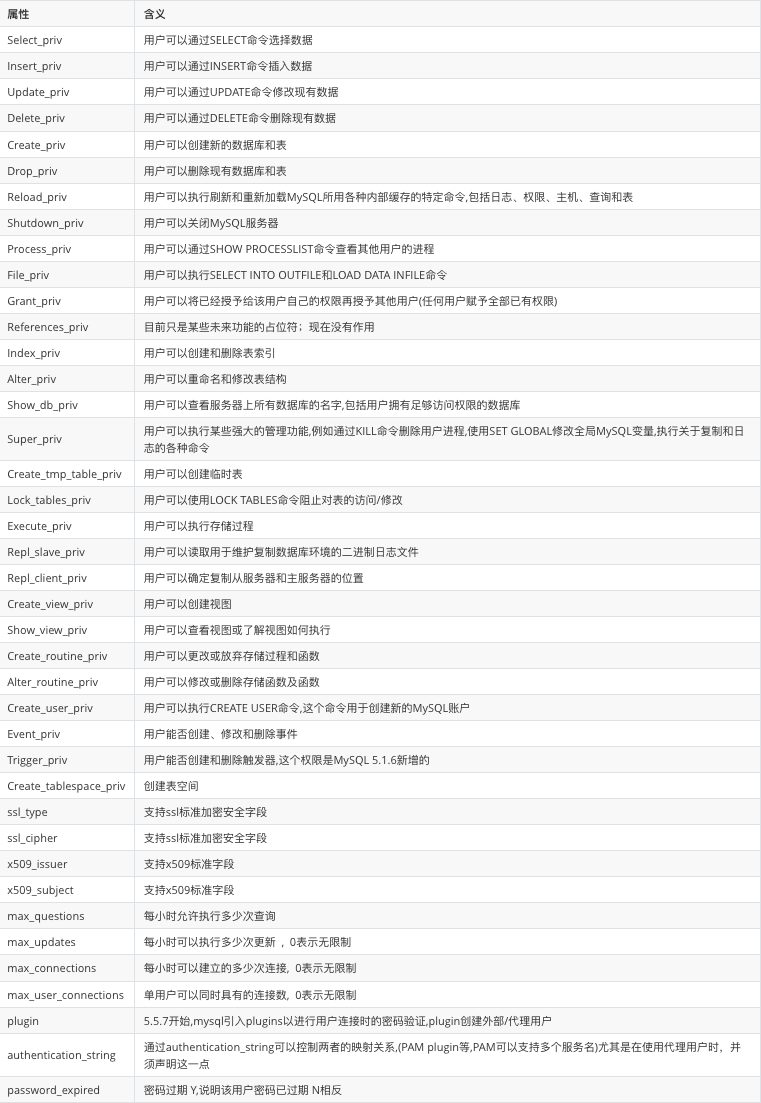 属性 含义
Select_priv 用户可以通过SELECT命令选择数据
Insert_priv 用户可以通过INSERT命令插入数据
Update_priv 用户可以通过UPDATE命令修改现有数据
Delete_priv 用户可以通过DELETE命令删除现有数据
Create_priv 用户可以创建新的数据库和表
Drop_priv 用户可以删除现有数据库和表
Reload_priv 用户可以执行刷新和重新加载MySQL所用各种内部缓存的特定命令,包括日志、权限、主机、查询和表
Shutdown_priv 用户可以关闭MySQL服务器
Process_priv 用户可以通过SHOW PROCESSLIST命令查看其他用户的进程
File_priv 用户可以执行SELECT INTO OUTFILE和LOAD DATA INFILE命令
Grant_priv 用户可以将已经授予给该用户自己的权限再授予其他用户(任何用户赋予全部已有权限)
References_priv 目前只是某些未来功能的占位符；现在没有作用
Index_priv 用户可以创建和删除表索引
Alter_priv 用户可以重命名和修改表结构
Show_db_priv 用户可以查看服务器上所有数据库的名字,包括用户拥有足够访问权限的数据库
Super_priv 用户可以执行某些强大的管理功能,例如通过KILL命令删除用户进程,使用SET GLOBAL修改全局MySQL变量,执行关于复制和日
志的各种命令
Create_tmp_table_priv 用户可以创建临时表
Lock_tables_priv 用户可以使用LOCK TABLES命令阻止对表的访问/修改
Execute_priv 用户可以执行存储过程
Repl_slave_priv 用户可以读取用于维护复制数据库环境的二进制日志文件
Repl_client_priv 用户可以确定复制从服务器和主服务器的位置
Create_view_priv 用户可以创建视图
Show_view_priv 用户可以查看视图或了解视图如何执行
Create_routine_priv 用户可以更改或放弃存储过程和函数
Alter_routine_priv 用户可以修改或删除存储函数及函数
Create_user_priv 用户可以执行CREATE USER命令,这个命令用于创建新的MySQL账户
Event_priv 用户能否创建、修改和删除事件
Trigger_priv 用户能否创建和删除触发器,这个权限是MySQL 5.1.6新增的
Create_tablespace_priv 创建表空间
ssl_type 支持ssl标准加密安全字段
ssl_cipher 支持ssl标准加密安全字段
x509_issuer 支持x509标准字段
x509_subject 支持x509标准字段
max_questions 每小时允许执行多少次查询
max_updates 每小时可以执行多少次更新 ，0表示无限制
max_connections 每小时可以建立的多少次连接，0表示无限制
max_user_connections 单用户可以同时具有的连接数，0表示无限制
plugin 5.5.7开始,mysql引入plugins以进行用户连接时的密码验证,plugin创建外部/代理用户
authentication_string 通过authentication_string可以控制两者的映射关系,(PAM plugin等,PAM可以支持多个服务名)尤其是在使用代理用户时，并
须声明这一点
password_expired 密码过期 Y,说明该用户密码已过期 N相反